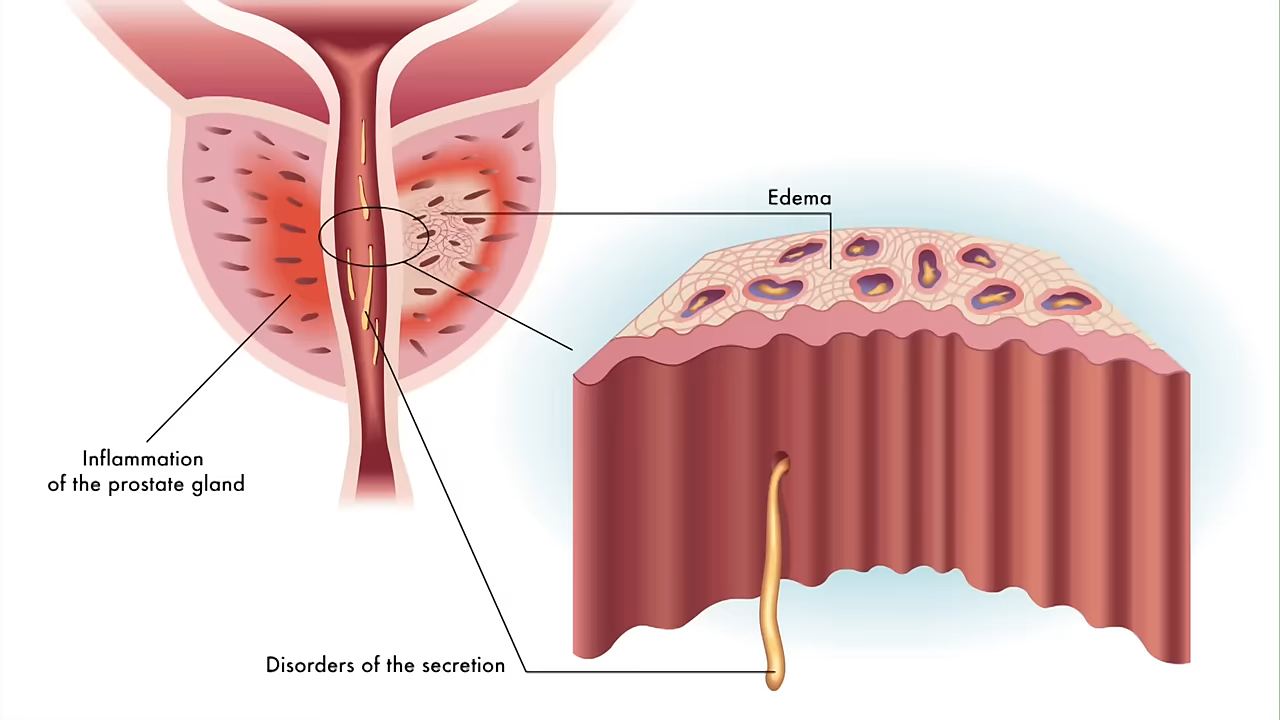 Edema
Inflammation
of the prostate gland
Disorders of the secretion